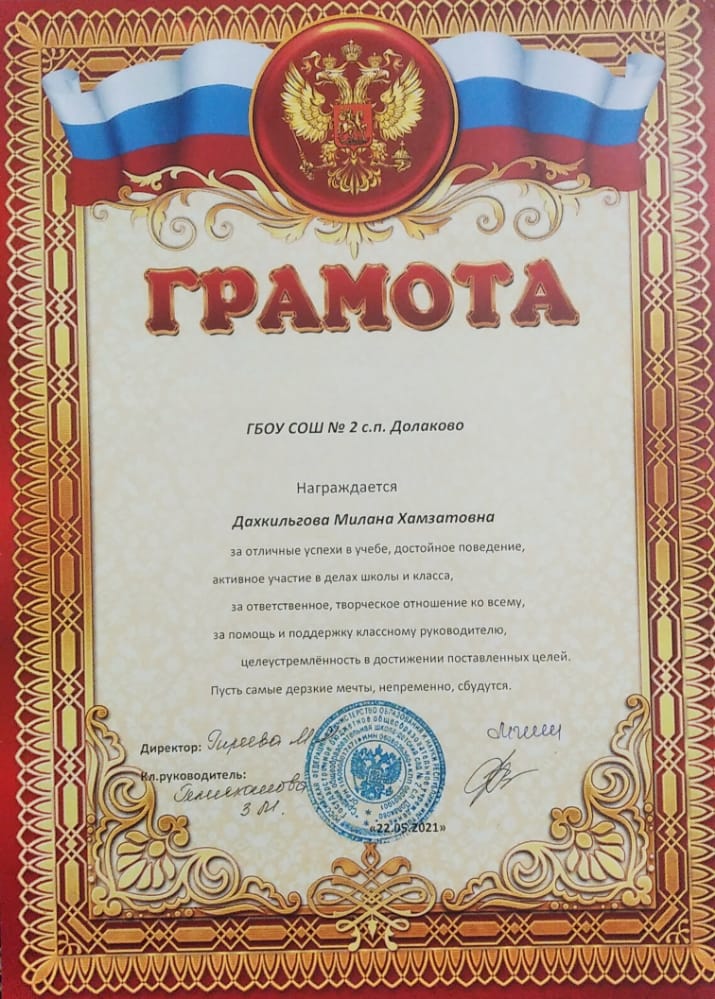 ГРАМОТА
ГБОУ СОШ № 2 с.п. Долаково
Награждается
Дахкильгова Милана Хамзатовна
за отличные успехи в учебе, достойное поведение,
активное участие в делах школы и класса,
за ответственное, творческое отношение ко всему,
за помощь и поддержку классному руководителю,
целеустремлённость в достижении поставленных целей.
Пусть самые дерзкие мечты, непременно, сбудутся.
Директор:
Кл.руководитель:
З М.
«22.05.2021»